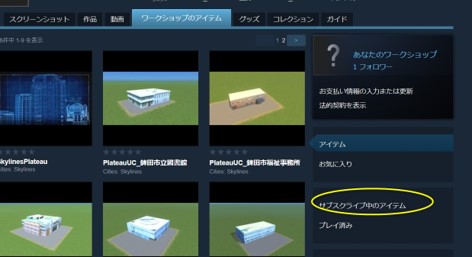 スクリーンショット 作品 動画 ワークショップのアイテム グッズ コレクション ガイド
件中 1-9 を表示
1 2 >
?
あなたのワークショップ
1 フォロワー
お支払い情報の入力または更新
法的契約を表示
アイテム
お気に入り
サブスクライブ中のアイテム
プレイ済み
SkylinesPlateau
Cities: Skylines
PlateauUC_鉾田市立図書館
Cities: Skylines
PlateauUC_鉾田市福祉事務所
Cities: Skylines